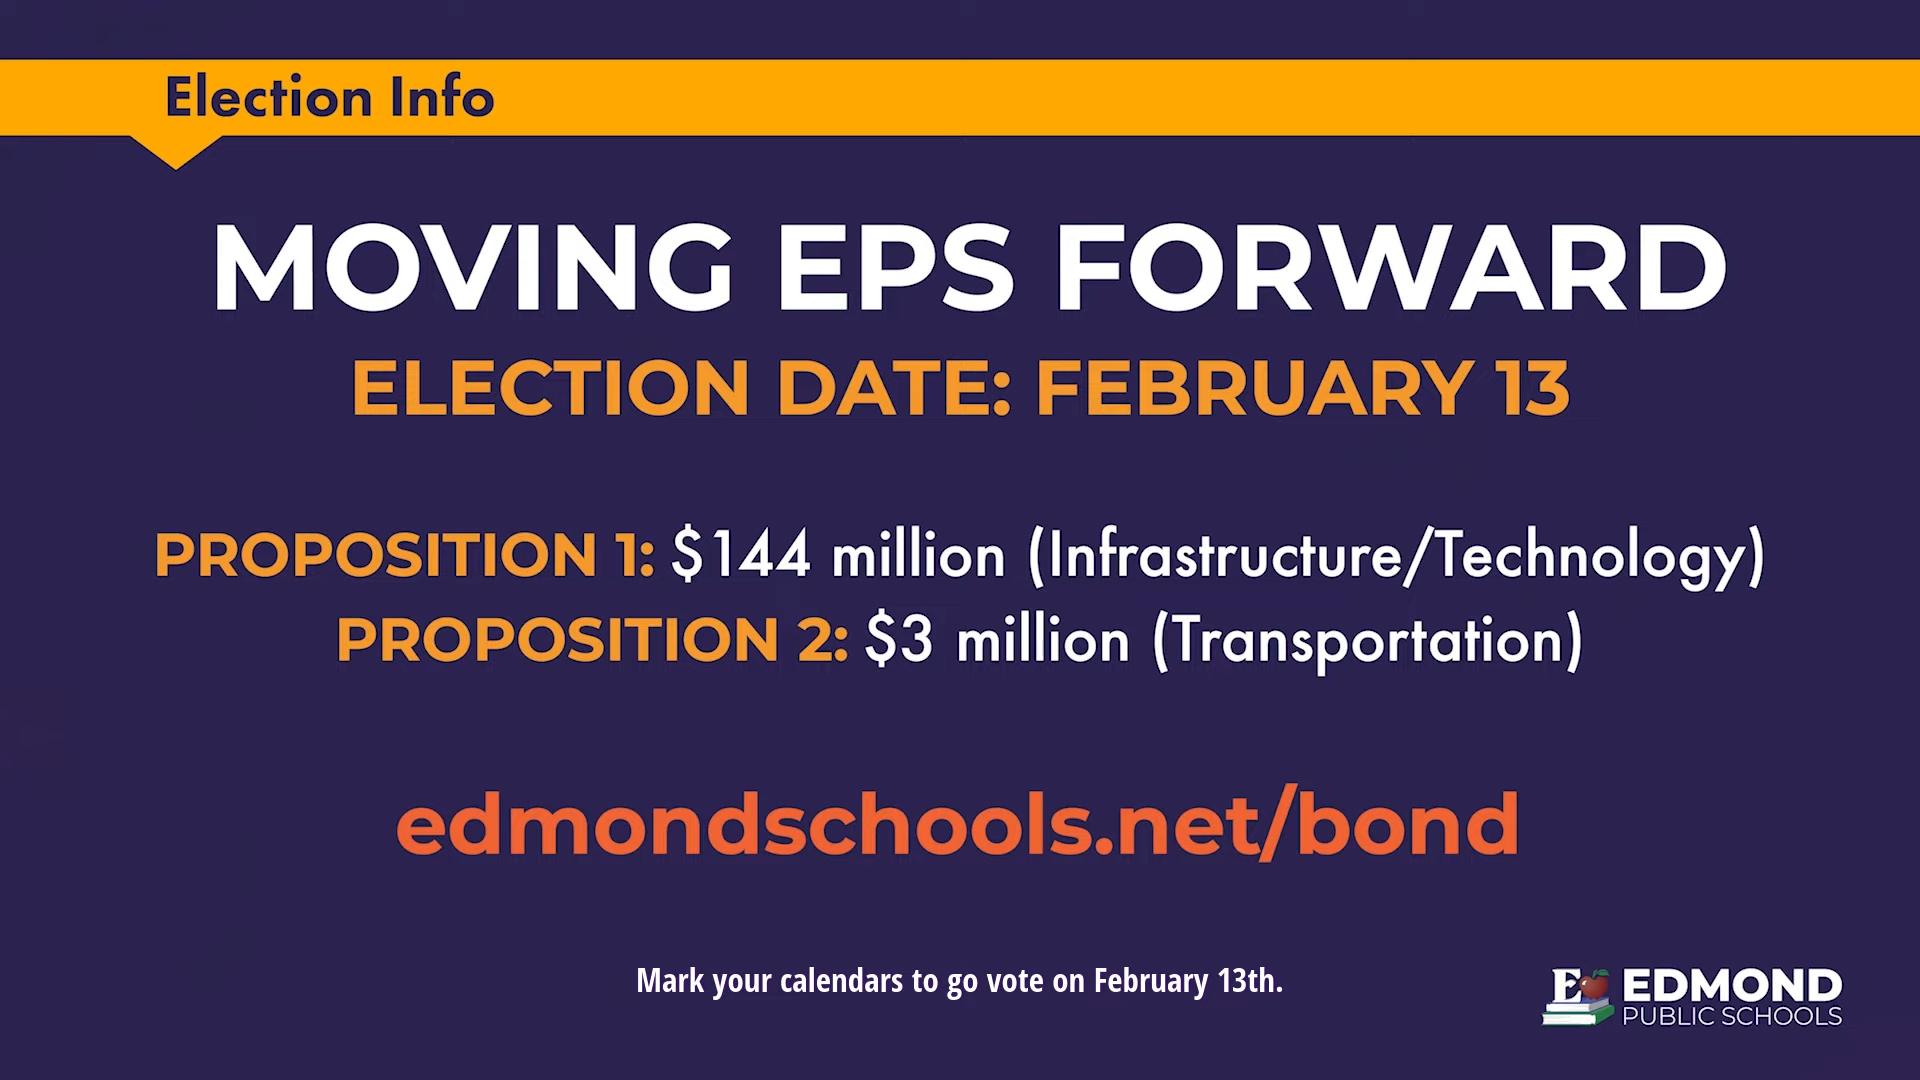 Election Info
MOVING EPS FORWARD
ELECTION DATE: FEBRUARY 13
PROPOSITION 1: $144 million (Infrastructure/Technology)
PROPOSITION 2: $3 million (Transportation)
edmondschools.net/bond
Mark your calendars to go vote on February 13th.
E EDMOND
PUBLIC SCHOOLS